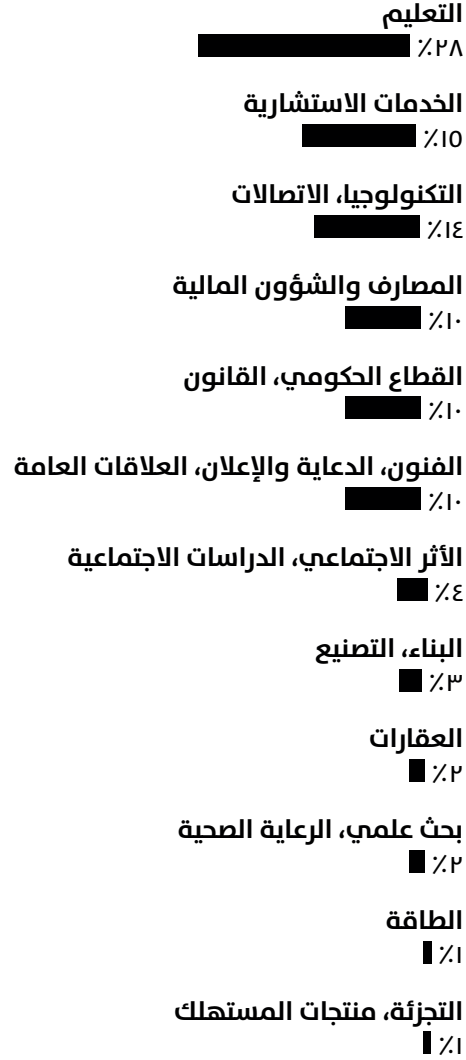 التعليم
٢٨٪
الخدمات الاستشارية
١٥٪
التكنولوجيا، الاتصالات
١٤٪
المصارف والشؤون المالية
١٠٪
القطاع الحكومي، القانون
١٠٪
الفنون، الدعاية والإعلان، العلاقات العامة
١٠٪
الأثر الاجتماعي، الدراسات الاجتماعية
٤٪
البناء، التصنيع
٣٪
العقارات
٢٪
بحث علمي، الرعاية الصحية
٢٪
الطاقة
١٪
التجزئة، منتجات المستهلك
١٪